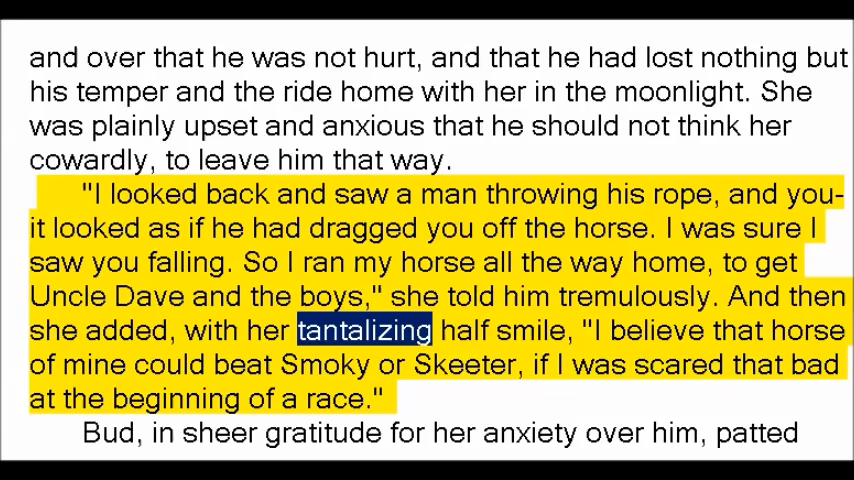 and over that he was not hurt, and that he had lost nothing but
his temper and the ride home with her in the moonlight. She
was plainly upset and anxious that he should not think her
cowardly, to leave him that way.
"I looked back and saw a man throwing his rope, and you-
it looked as if he had dragged you off the horse. I was sure I
saw you falling. So I ran my horse all the way home, to get
Uncle Dave and the boys," she told him tremulously. And then
she added, with her tantalizing half smile, "I believe that horse
of mine could beat Smoky or Skeeter, if I was scared that bad
at the beginning of a race."
Bud, in sheer gratitude for her anxiety over him, patted